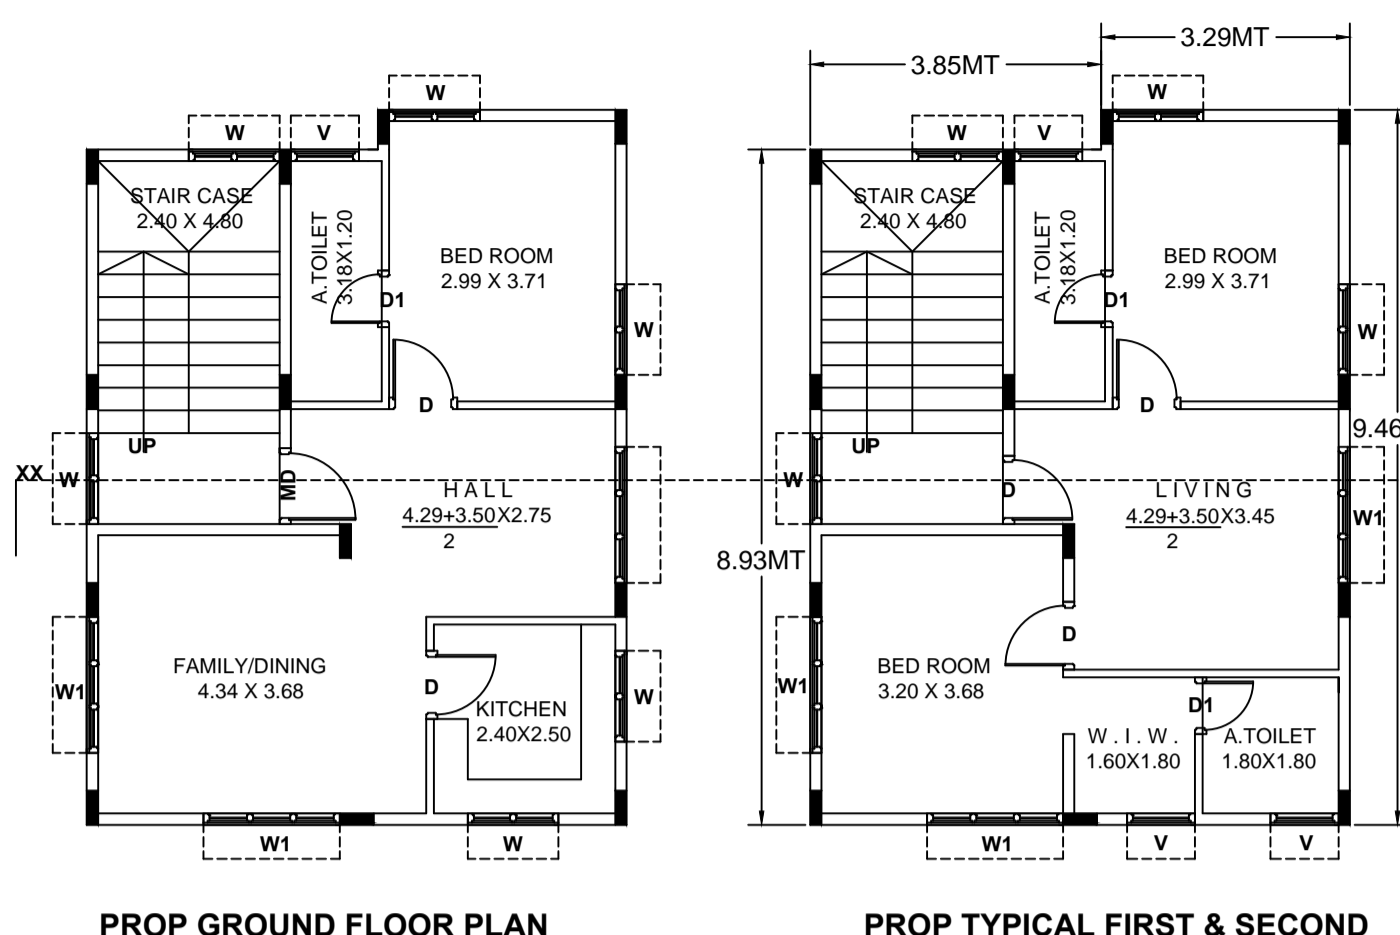 3.29MT
3.85MT
W
W
W
V
W
V
STAIR CASE
2.40 X 4.80
A.TOILET
3.18X1.20
BED ROOM
2.99 X 3.71
D1
W
D
UP
STAIR CASE
2.40 X 4.80
A.TOILET
3.18X1.20
BED ROOM
2.99 X 3.71
D1
W
D
UP
9.46
XX
W
MD
HALL
4.29+3.50X2.75
2
W
D
LIVING
4.29+3.50X3.45
2
W1
8.93MT
FAMILY/DINING
4.34 X 3.68
W1
D
KITCHEN
2.40X2.50
W
W1
W
D
BED ROOM
3.20 X 3.68
W1
D1
W.I.W.
1.60X1.80
A.TOILET
1.80X1.80
W1
V
V
PROP GROUND FLOOR PLAN
PROP TYPICAL FIRST & SECOND